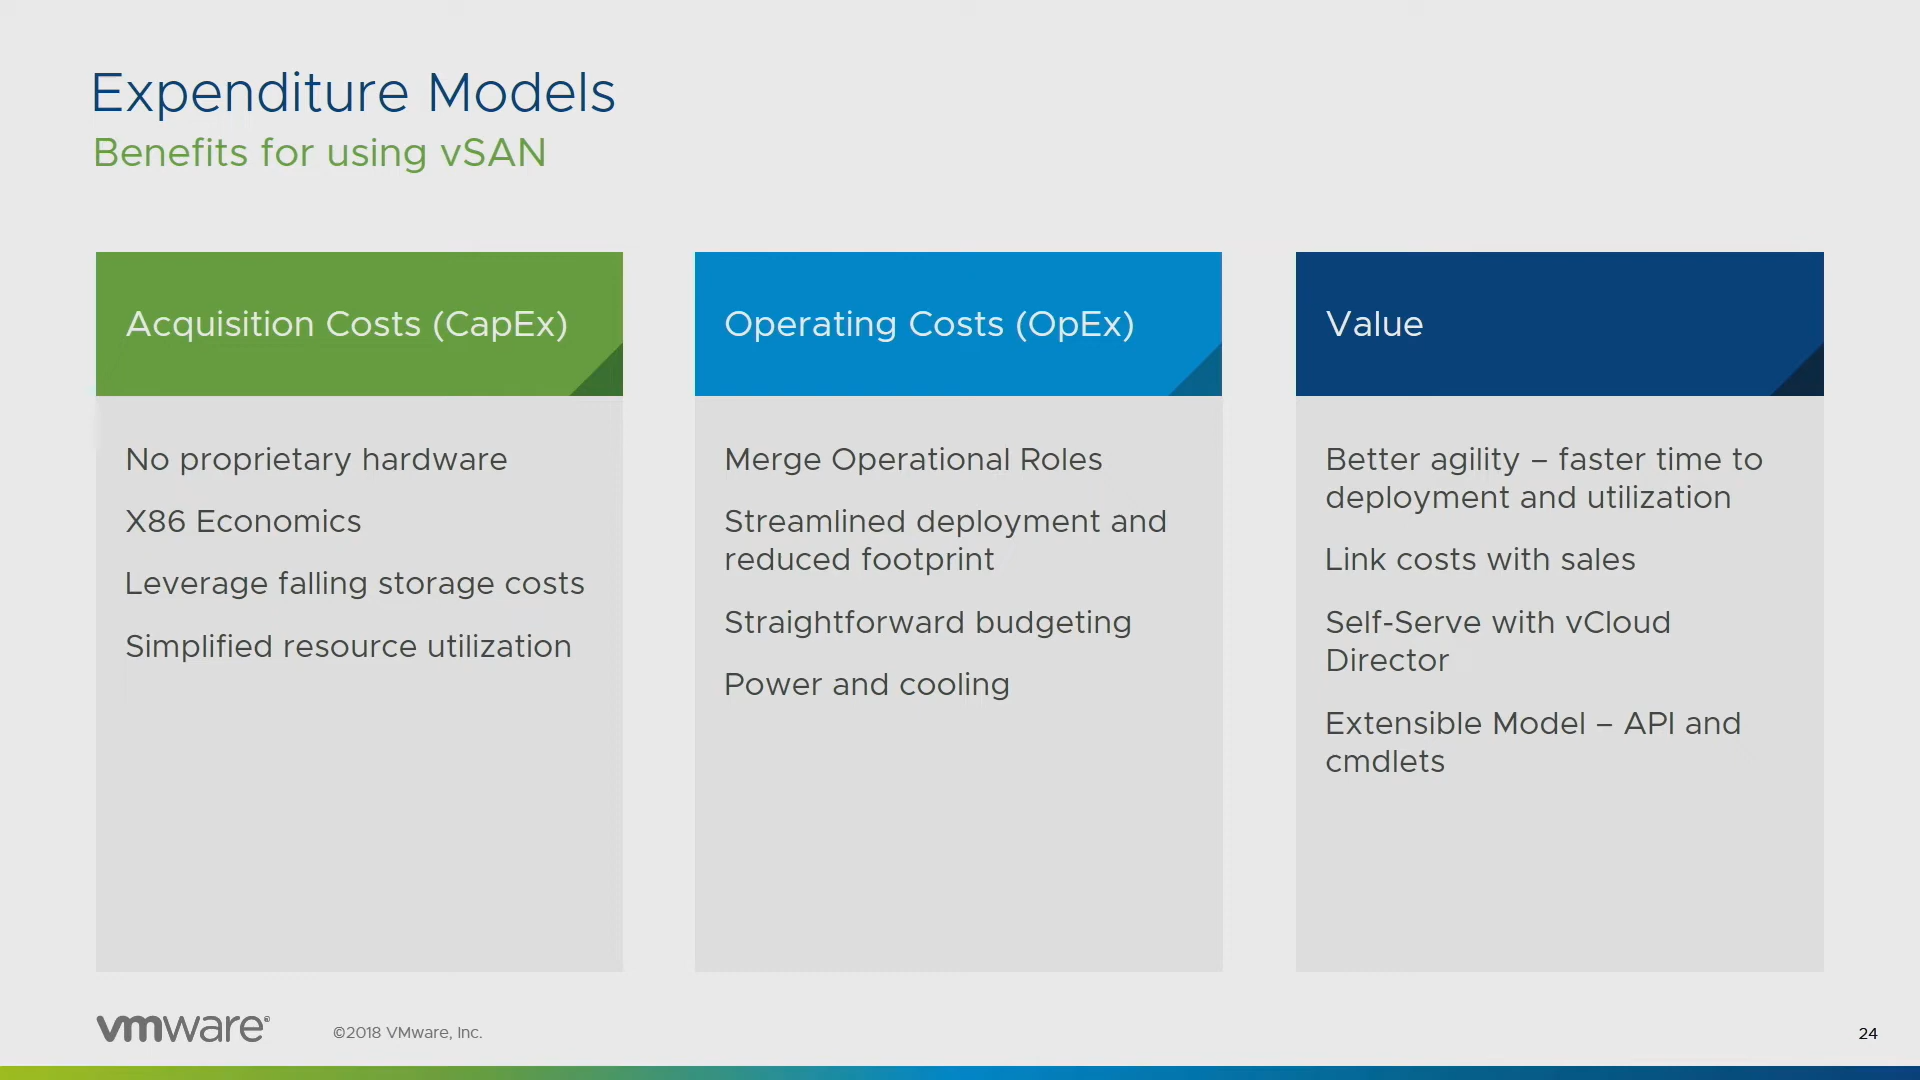 Expenditure Models
Benefits for using vSAN
Acquisition Costs (CapEx)
No proprietary hardware
X86 Economics
Leverage falling storage costs
Simplified resource utilization
Operating Costs (OpEx)
Merge Operational Roles
Streamlined deployment and
reduced footprint
Straightforward budgeting
Power and cooling
Value
Better agility – faster time to
deployment and utilization
Link costs with sales
Self-Serve with vCloud
Director
Extensible Model – API and
cmdlets
vmware®
©2018 VMware, Inc.
24